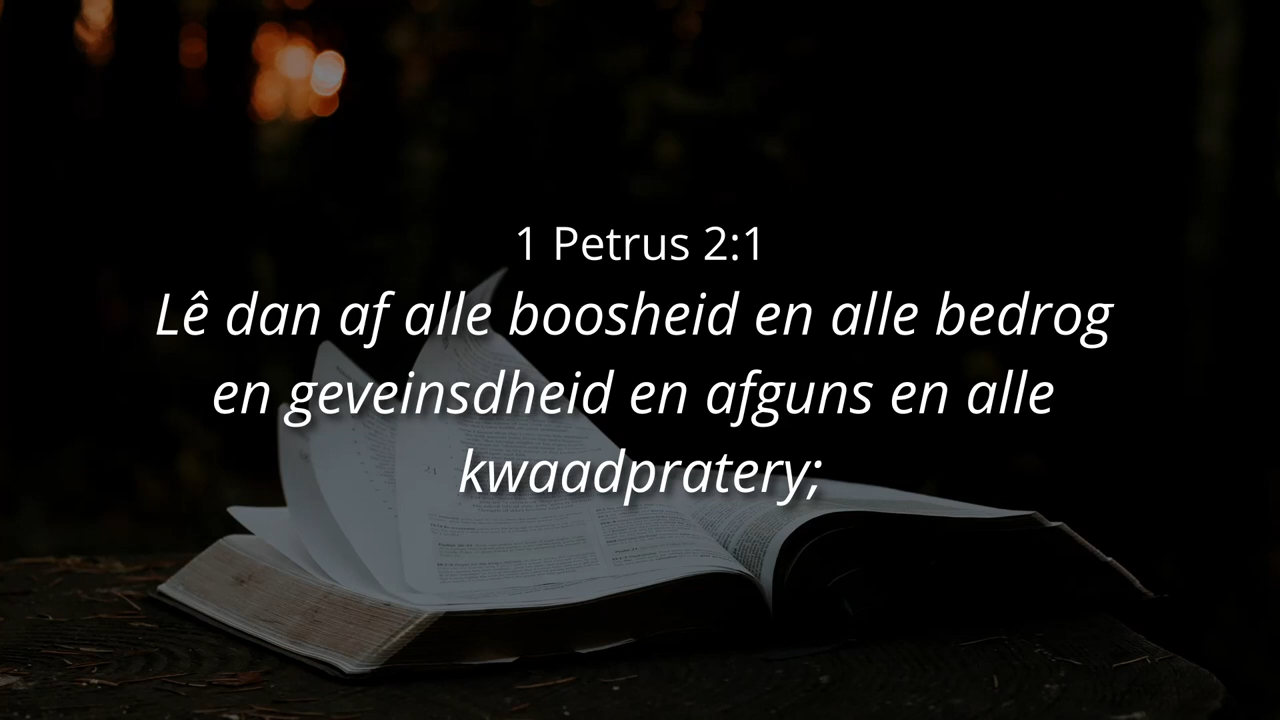 1 Petrus 2:1
Lê dan af alle boosheid en alle bedrog
en geveinsdheid en afguns en alle
kwaadpratery;